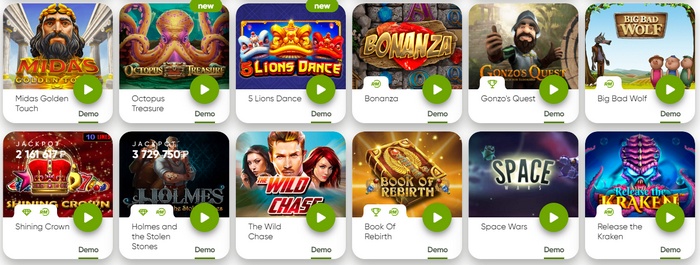 new
new
MIDAS
GOLDEN TOUCH
OCTOPUS TREASURE
5 LIONS DANCE
BONANZA
GONZO'S QUEST
BIG BAD
WOLF
Midas Golden
Touch
Demo
Octopus
Treasure
Demo
5 Lions Dance
Demo
Bonanza
Demo
Gonzo's Quest
Demo
Big Bad Wolf
Demo
JACKPOT
2 161 617 ₽
SHINING CROWN
JACKPOT
3 729 750 ₽
HOLMES
THE WILD
CHASE
BOOK OF
REBIRTH
SPACE
WARS
Release the
KRAKEN
Shining Crown
Demo
Holmes and
the Stolen
Stones
Demo
The Wild
Chase
Demo
Book Of
Rebirth
Demo
Space Wars
Demo
Release the
Kraken
Demo